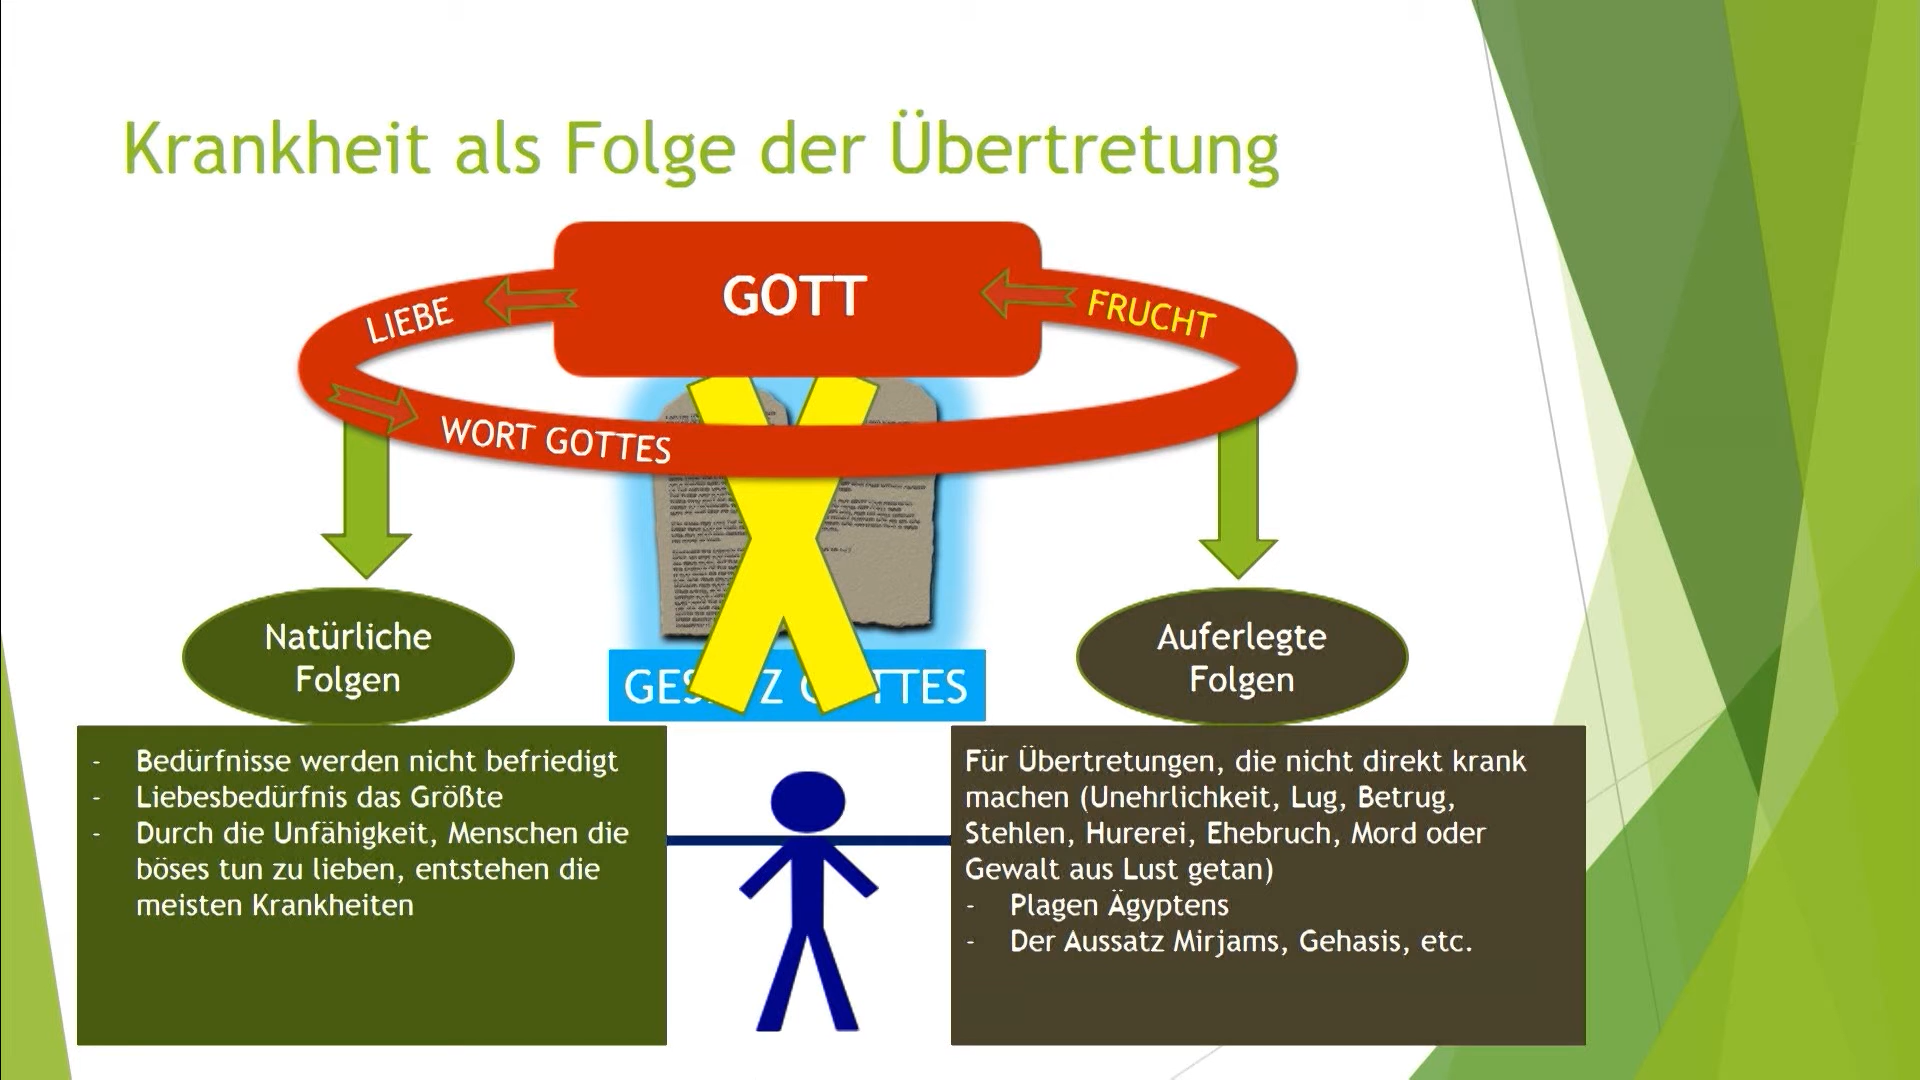 Krankheit als Folge der Übertretung
GOTT
LIEBE
FRUCHT
WORT GOTTES
Natürliche
Folgen
Auferlegte
Folgen
- Bedürfnisse werden nicht befriedigt
- Liebesbedürfnis das Größte
- Durch die Unfähigkeit, Menschen die
böses tun zu lieben, entstehen die
meisten Krankheiten
Für Übertretungen, die nicht direkt krank
machen (Unehrlichkeit, Lug, Betrug,
Stehlen, Hurerei, Ehebruch, Mord oder
Gewalt aus Lust getan)
- Plagen Ägyptens
- Der Aussatz Mirjams, Gehasis, etc.